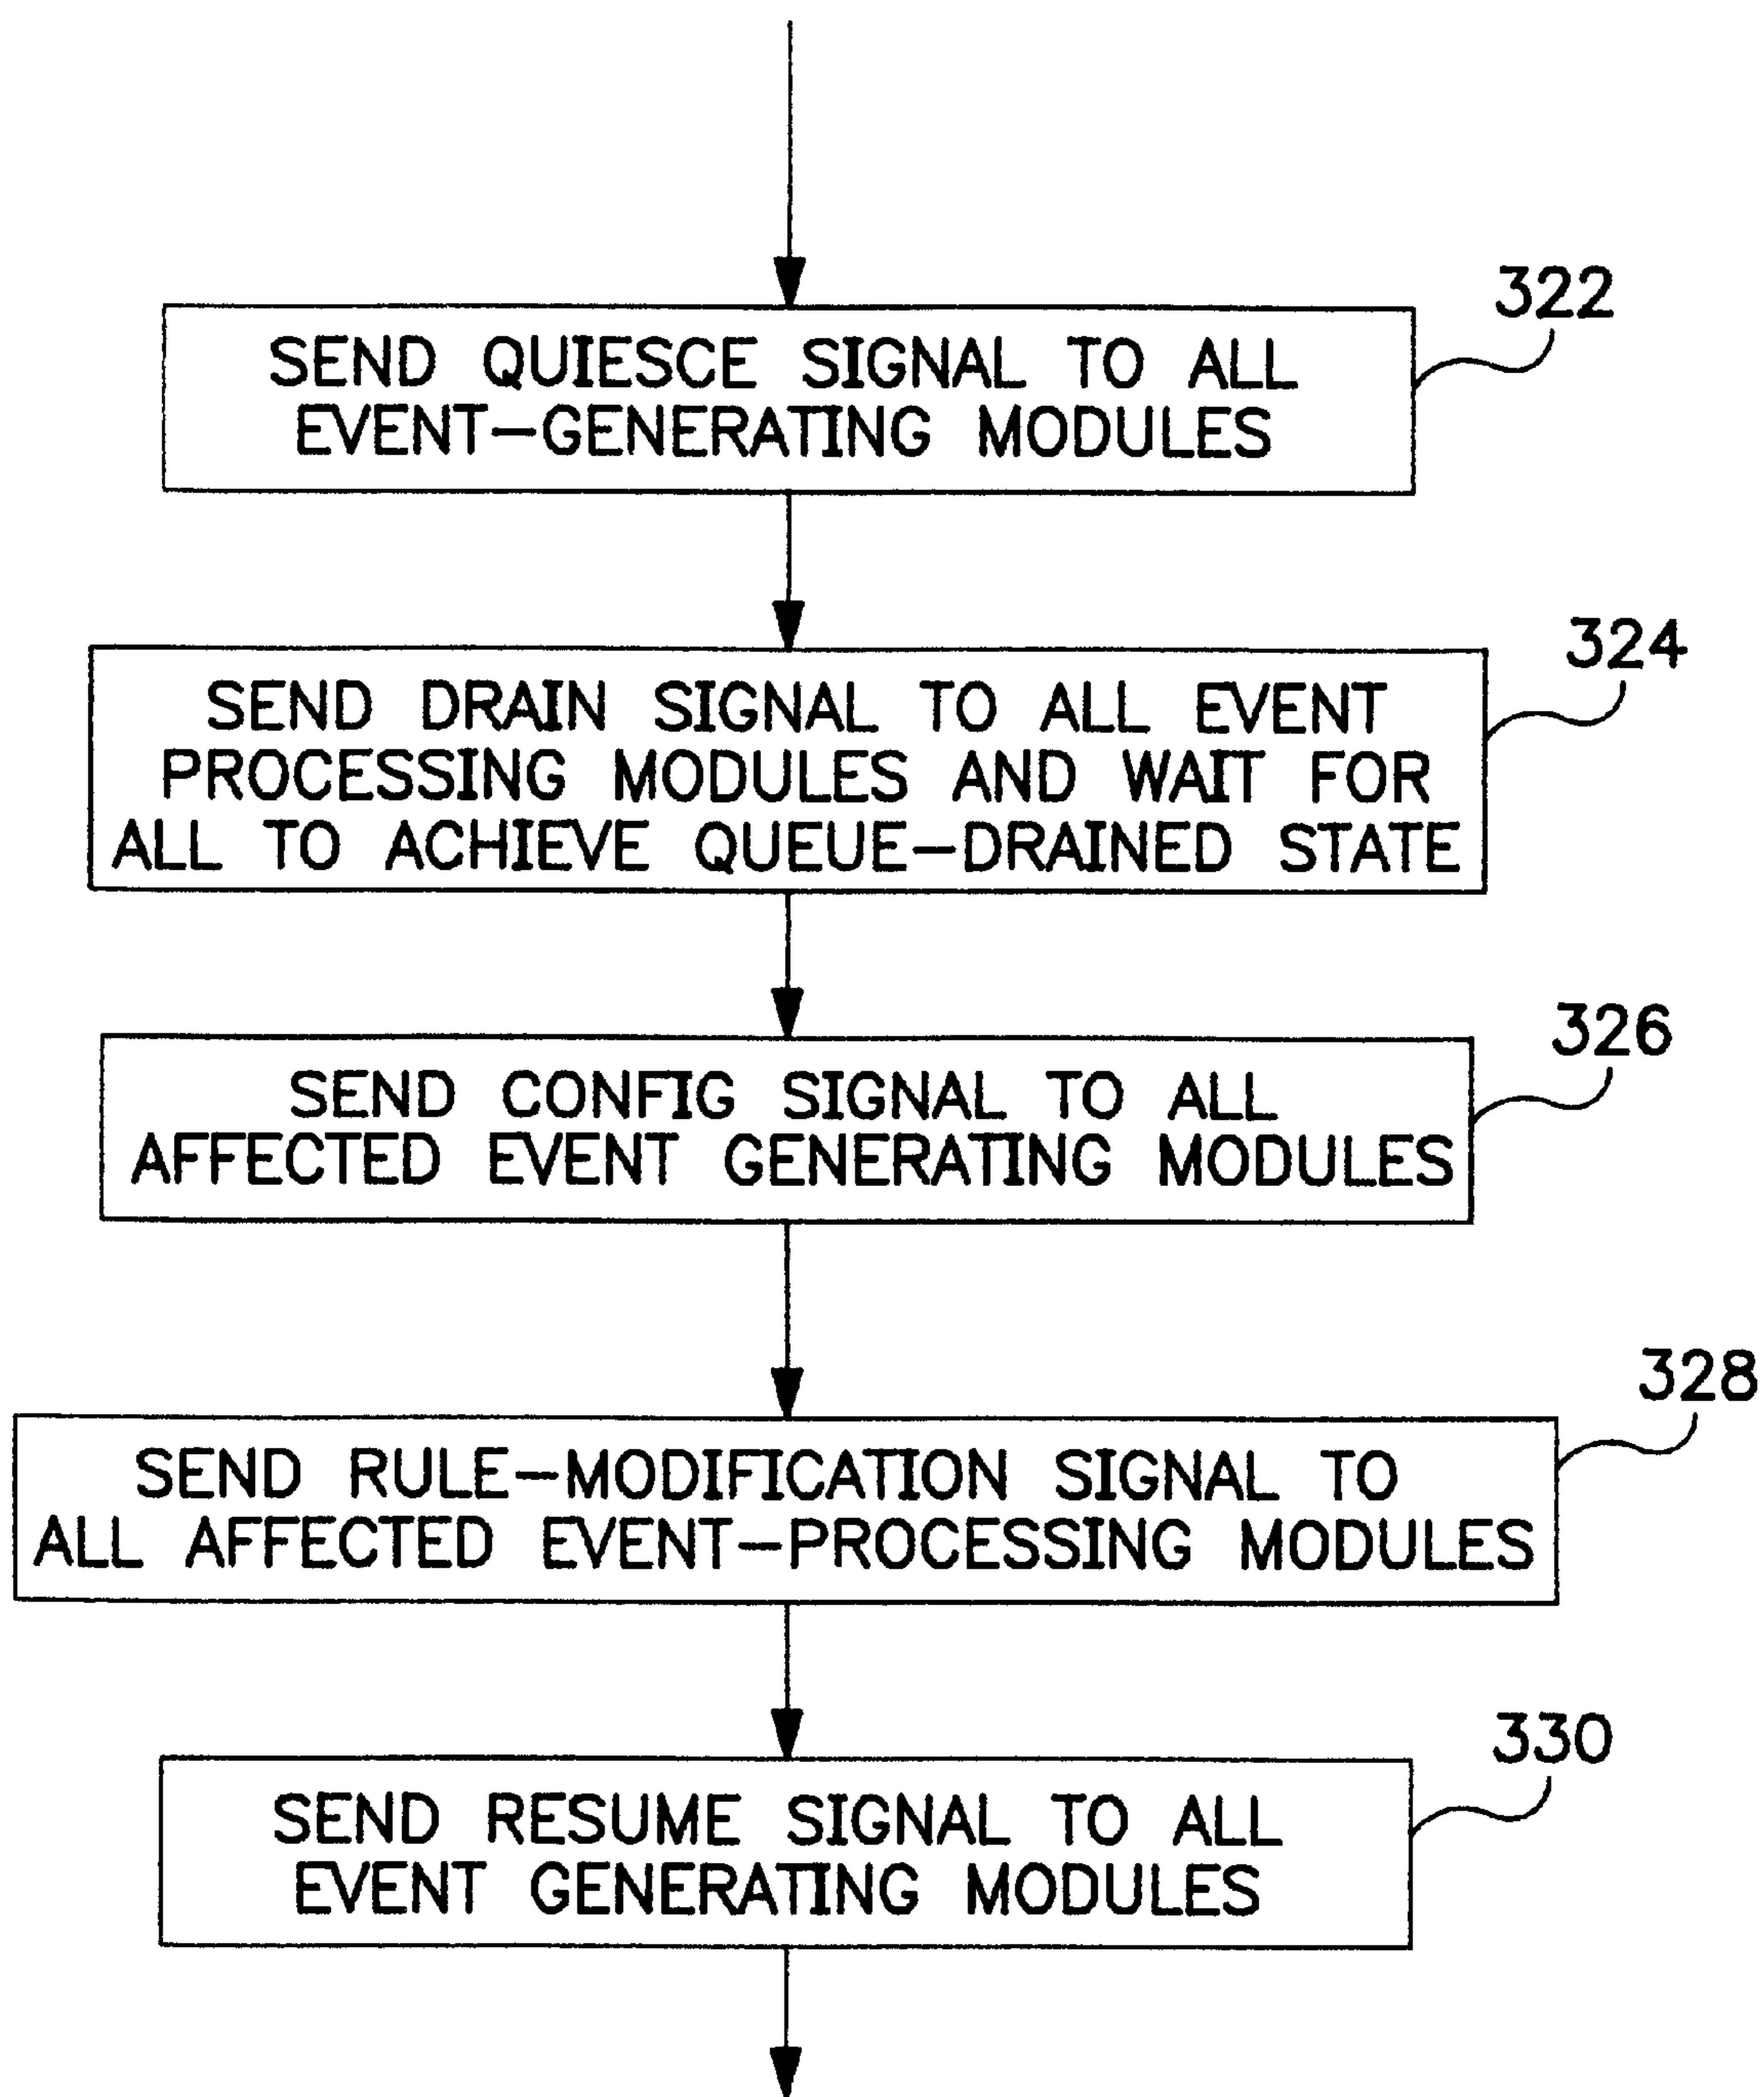 322
SEND QUIESCE SIGNAL TO ALL
EVENT-GENERATING MODULES
324
SEND DRAIN SIGNAL TO ALL EVENT
PROCESSING MODULES AND WAIT FOR
ALL TO ACHIEVE QUEUE-DRAINED STATE
326
SEND CONFIG SIGNAL TO ALL
AFFECTED EVENT GENERATING MODULES
328
SEND RULE-MODIFICATION SIGNAL TO
ALL AFFECTED EVENT-PROCESSING MODULES
330
SEND RESUME SIGNAL TO ALL
EVENT GENERATING MODULES